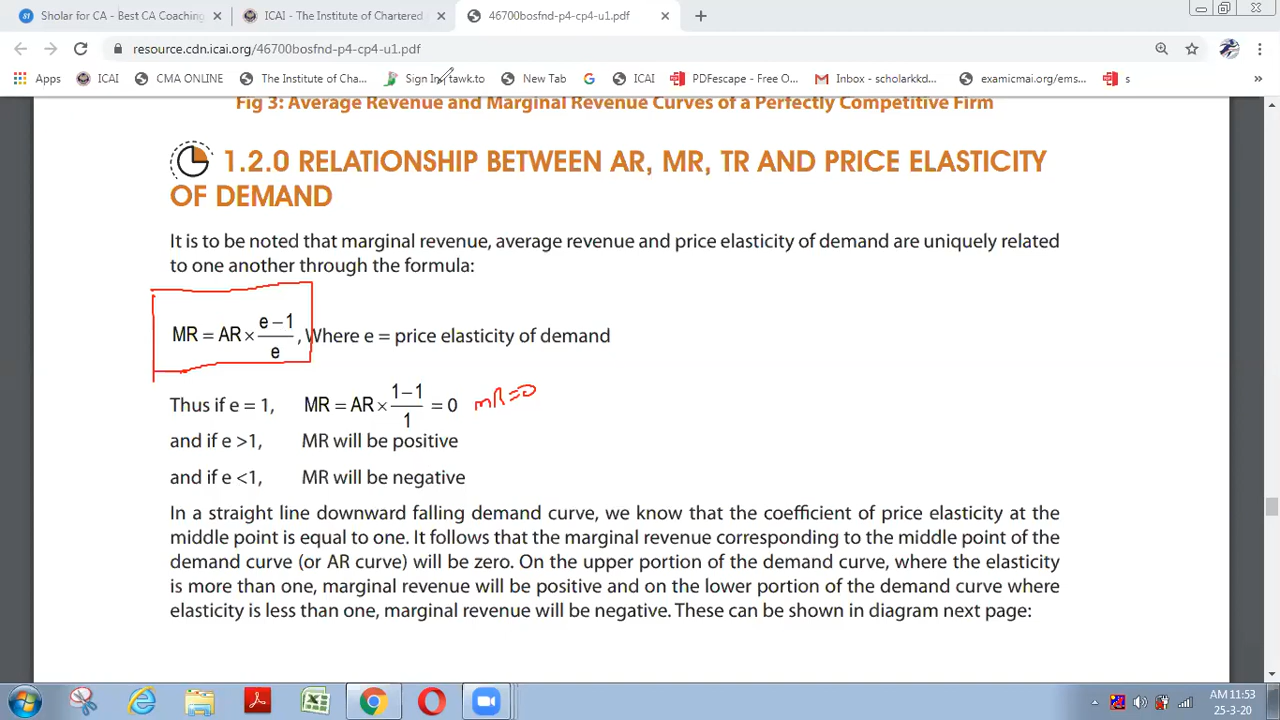 Sholar for CA - Best CA Coaching
ICAI - The Institute of Chartered
46700bosfnd-p4-cp4-u1.pdf
resource.cdn.icai.org/46700bosfnd-p4-cp4-u1.pdf
Apps
ICAI
CMA ONLINE
The Institute of Cha...
Sign In tawk.to
New Tab
ICAI
PDFescape - Free O...
Inbox - scholarkkd...
examicmai.org/ems...
s
»
Fig 3: Average Revenue and Marginal Revenue Curves of a Perfectly Competitive Firm
1.2.0 RELATIONSHIP BETWEEN AR, MR, TR AND PRICE ELASTICITY
OF DEMAND
It is to be noted that marginal revenue, average revenue and price elasticity of demand are uniquely related
to one another through the formula:
MR = AR × (e – 1)/e , Where e = price elasticity of demand
Thus if e = 1, MR = AR × (1 – 1)/1 = 0 mR=0
and if e >1, MR will be positive
and if e <1, MR will be negative
In a straight line downward falling demand curve, we know that the coefficient of price elasticity at the
middle point is equal to one. It follows that the marginal revenue corresponding to the middle point of the
demand curve (or AR curve) will be zero. On the upper portion of the demand curve, where the elasticity
is more than one, marginal revenue will be positive and on the lower portion of the demand curve where
elasticity is less than one, marginal revenue will be negative. These can be shown in diagram next page:
AM 11:53
25-3-20